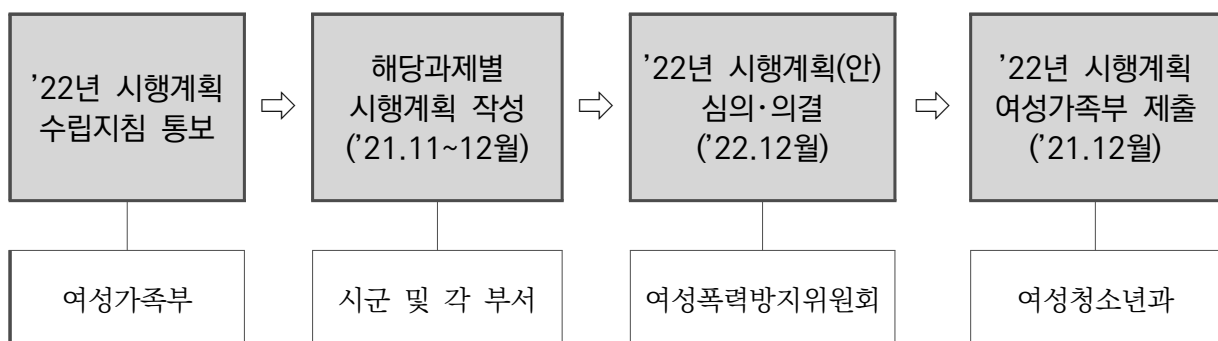 ’22년 시행계획
수립지침 통보
해당과제별
시행계획 작성
(’21.11~12월)
’22년 시행계획(안)
심의·의결
(’22.12월)
’22년 시행계획
여성가족부 제출
(’21.12월)
여성가족부
시군 및 각 부서
여성폭력방지위원회
여성청소년과